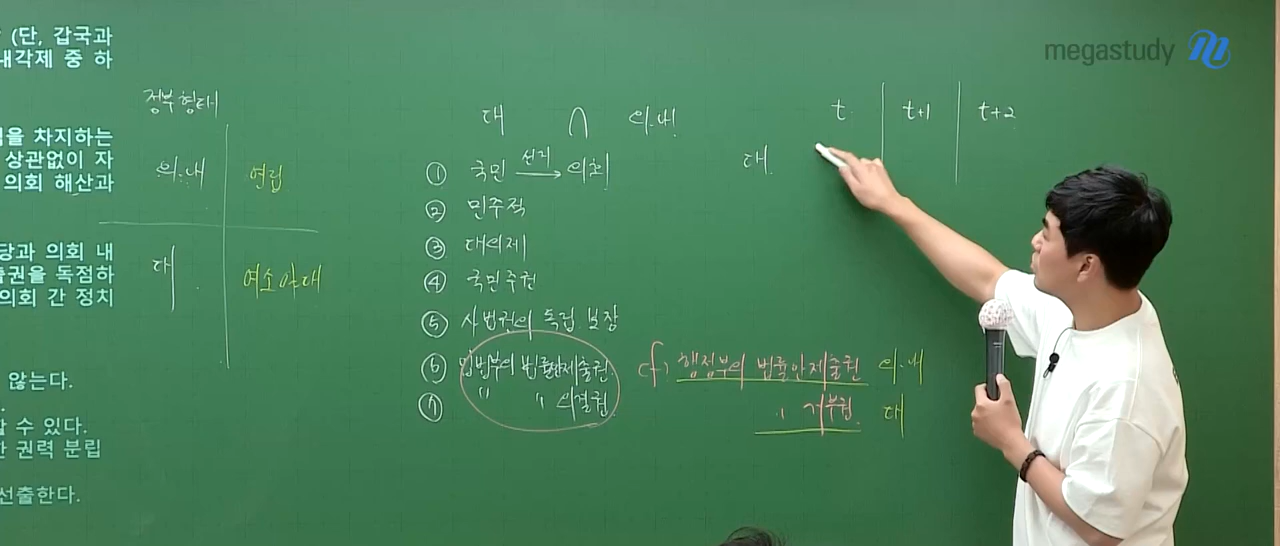 (단, 갑국과
내각제 중 하
을 차지하는
상관없이 자
의회 해산과
당과 의회 내
출권을 독점하
의회 간 정치
않는다.
할 수 있다.
한 권력 분립
선출한다.
정부형태
의.내 연립
대 여소야대
대 ∩ 의.내
① 국민 선거→ 의회
② 민주적
③ 대의제
④ 국민주권
⑤ 사법권의 독립 보장
⑥ 입법부의 법률안제출권.
⑦ 〃 〃 의결권.
cf) 행정부의 법률안제출권 의.내
〃 거부권 대
t t+1 t+2
대
megastudy